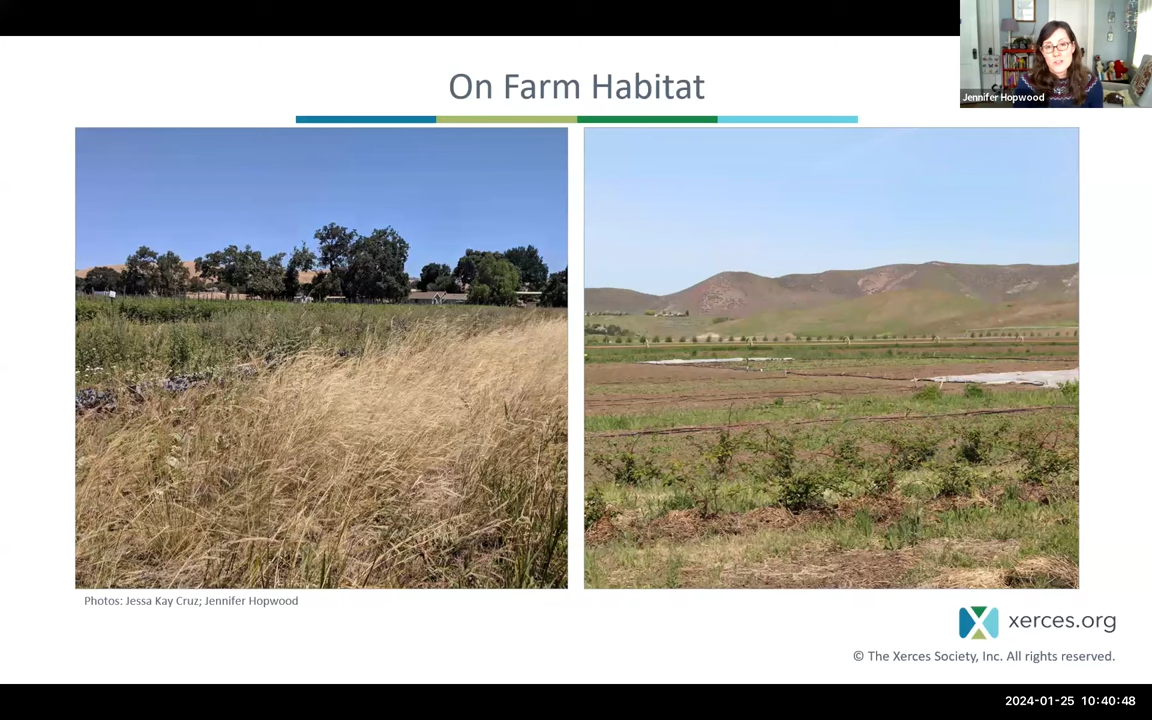 On Farm Habitat
Jennifer Hopwood
Photos: Jessa Kay Cruz; Jennifer Hopwood
xerces.org
© The Xerces Society, Inc. All rights reserved.
2024-01-25 10:40:48